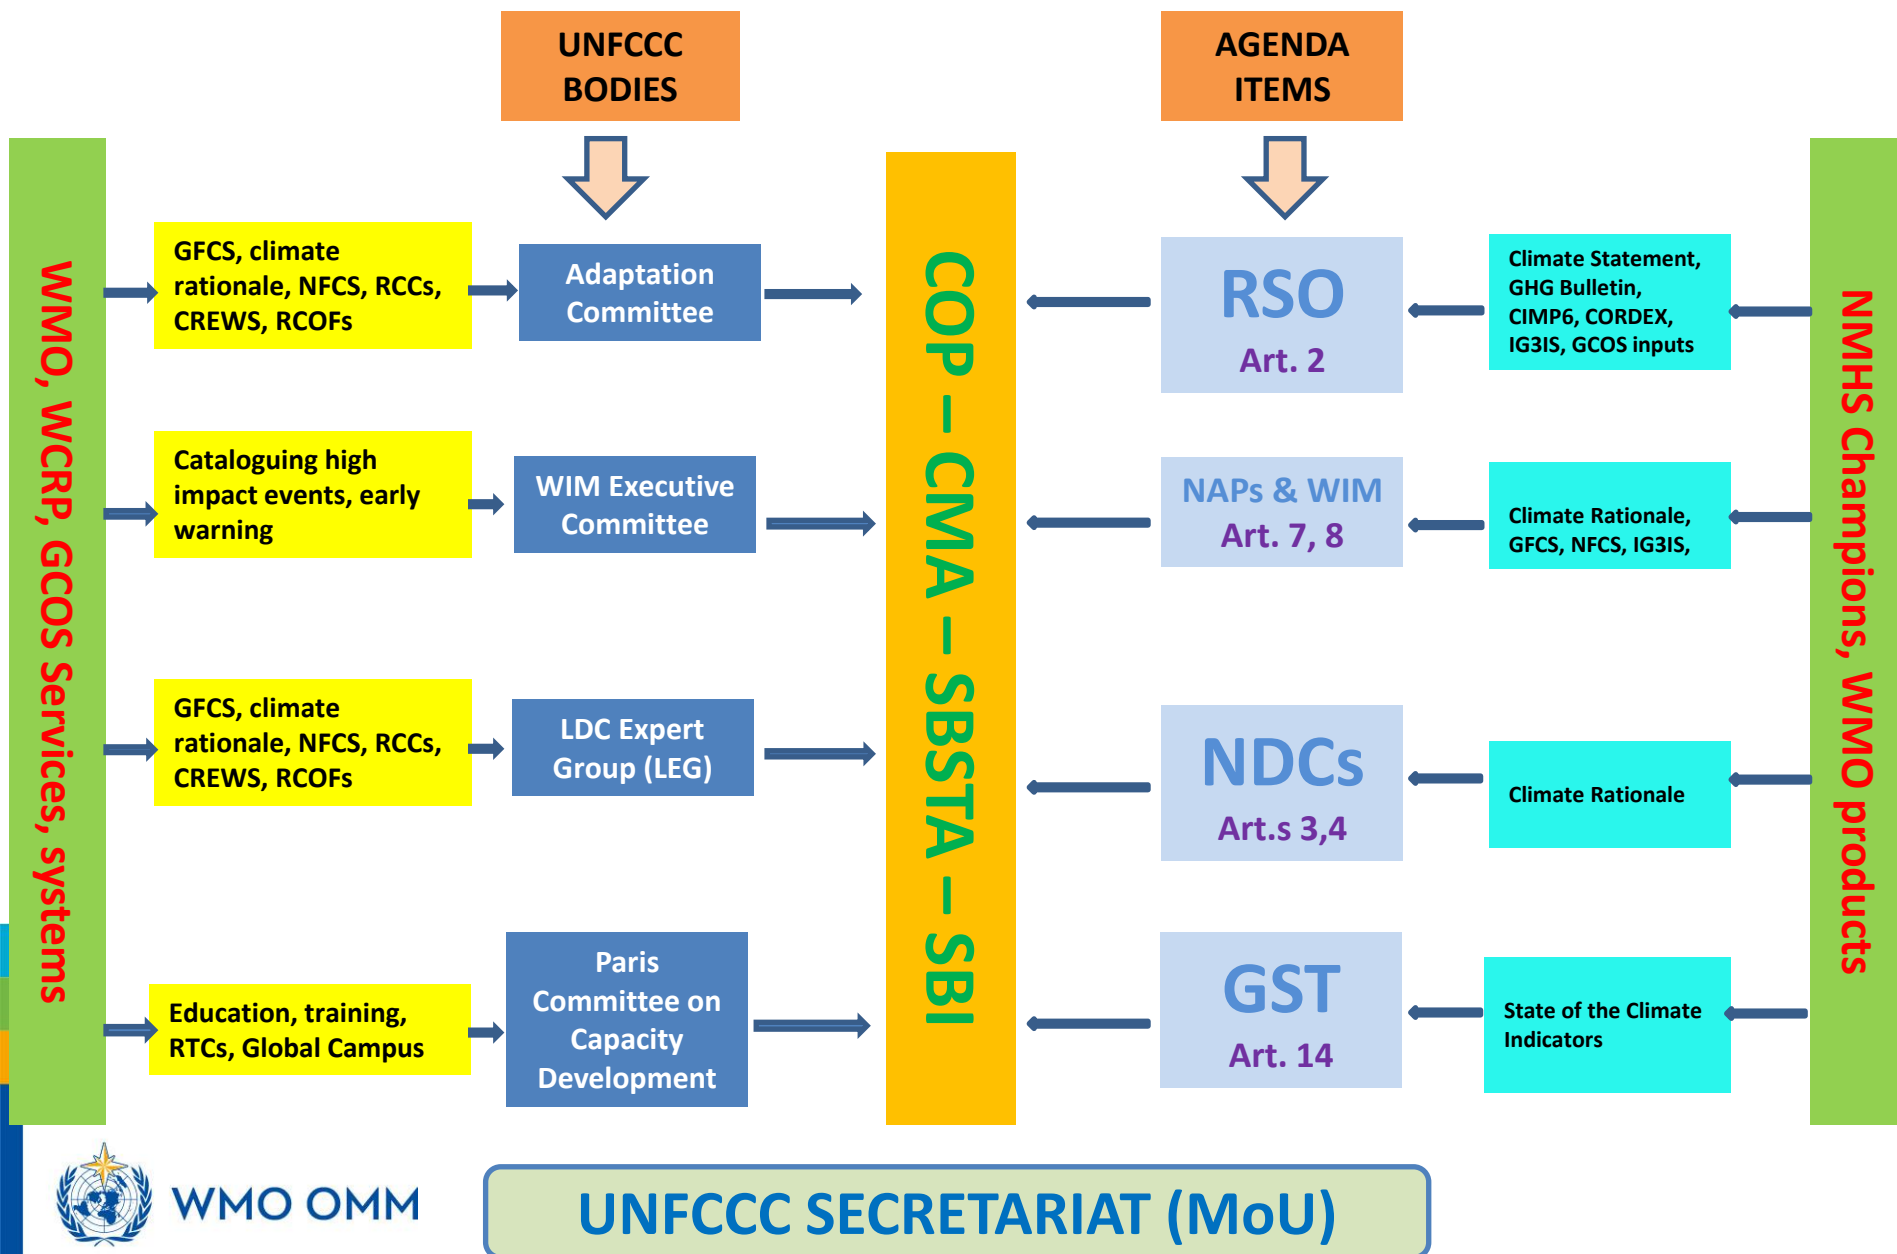 UNFCCC
BODIES
AGENDA
ITEMS
WMO, WCRP, GCOS Services, systems
GFCS, climate
rationale, NFCS, RCCs,
CREWS, RCOFs
Adaptation
Committee
Cataloguing high
impact events, early
warning
WIM Executive
Committee
GFCS, climate
rationale, NFCS, RCCs,
CREWS, RCOFs
LDC Expert
Group (LEG)
Education, training,
RTCs, Global Campus
Paris
Committee on
Capacity
Development
COP – CMA – SBSTA – SBI
RSO
Art. 2
Climate Statement,
GHG Bulletin,
CIMP6, CORDEX,
IG3IS, GCOS inputs
NAPs & WIM
Art. 7, 8
Climate Rationale,
GFCS, NFCS, IG3IS,
NDCs
Art.s 3,4
Climate Rationale
GST
Art. 14
State of the Climate
Indicators
NMHS Champions, WMO products
WMO OMM
UNFCCC SECRETARIAT (MoU)